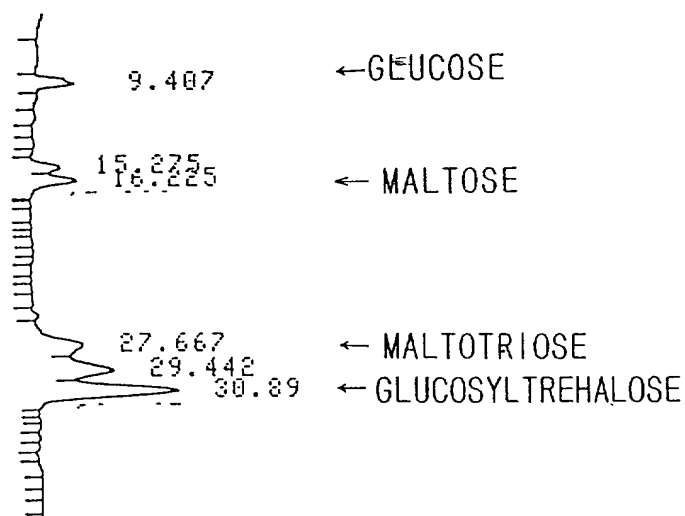 9.407 ←GLUCOSE
15.275
16.225 ← MALTOSE
27.667 ← MALTOTRIOSE
29.442
30.89 ← GLUCOSYLTREHALOSE